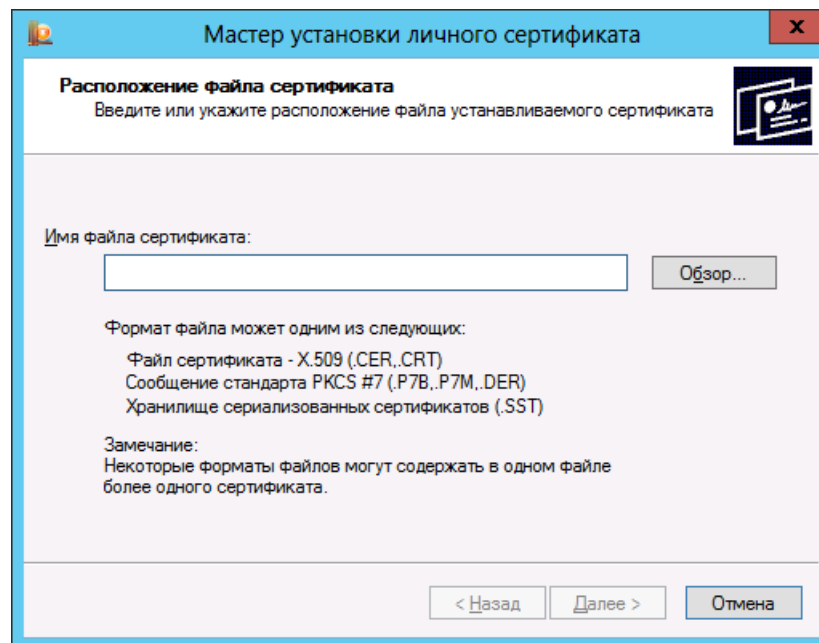 Мастер установки личного сертификата
x
Расположение файла сертификата
Введите или укажите расположение файла устанавливаемого сертификата
Имя файла сертификата:
Обзор...
Формат файла может одним из следующих:
Файл сертификата - X.509 (.CER,.CRT)
Сообщение стандарта PKCS #7 (.P7B,.P7M,.DER)
Хранилище сериализованных сертификатов (.SST)
Замечание:
Некоторые форматы файлов могут содержать в одном файле
более одного сертификата.
< Назад
Далее >
Отмена